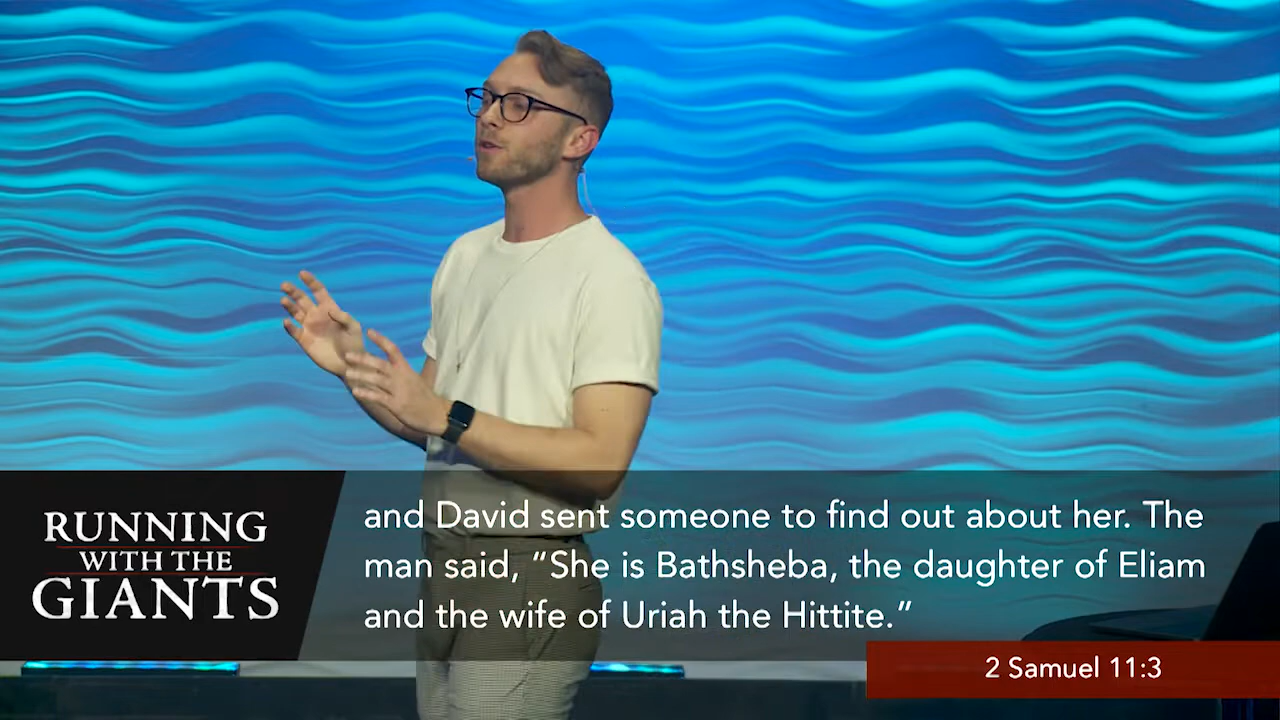 RUNNING
WITH THE
GIANTS
and David sent someone to find out about her. The
man said, “She is Bathsheba, the daughter of Eliam
and the wife of Uriah the Hittite.”
2 Samuel 11:3